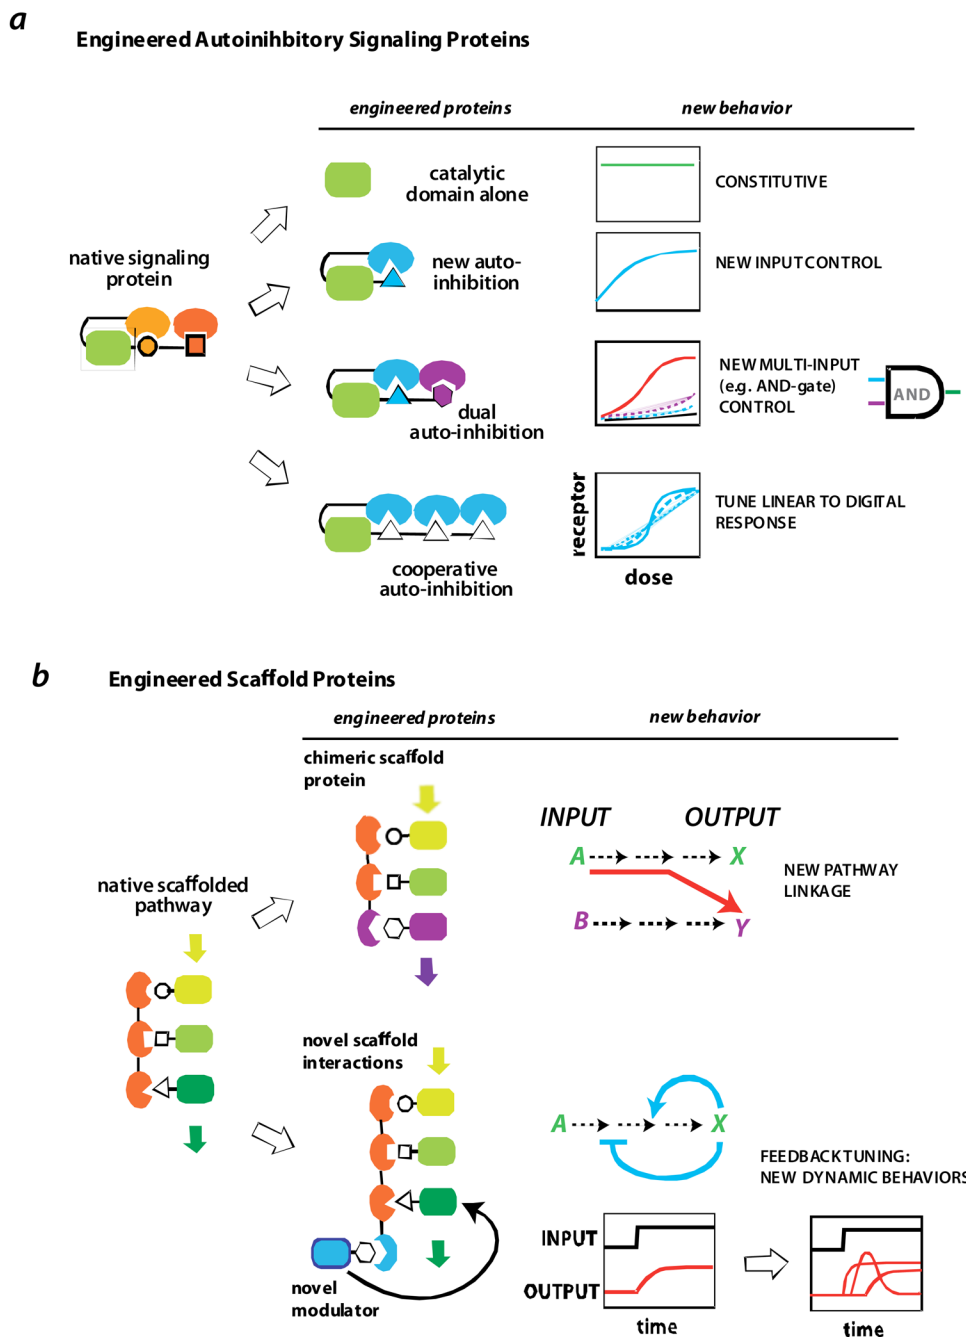 a
Engineered Autoinihbitory Signaling Proteins
engineered proteins
new behavior
native signaling
protein
catalytic
domain alone
CONSTITUTIVE
new auto-
inhibition
NEW INPUT CONTROL
dual
auto-inhibition
NEW MULTI-INPUT
(e.g. AND-gate)
CONTROL
AND
cooperative
auto-inhibition
receptor
dose
TUNE LINEAR TO DIGITAL
RESPONSE
b
Engineered Scaffold Proteins
engineered proteins
new behavior
native scaffolded
pathway
chimeric scaffold
protein
INPUT
OUTPUT
A
X
B
Y
NEW PATHWAY
LINKAGE
novel scaffold
interactions
novel
modulator
A
X
FEEDBACK TUNING:
NEW DYNAMIC BEHAVIORS
INPUT
OUTPUT
time
time